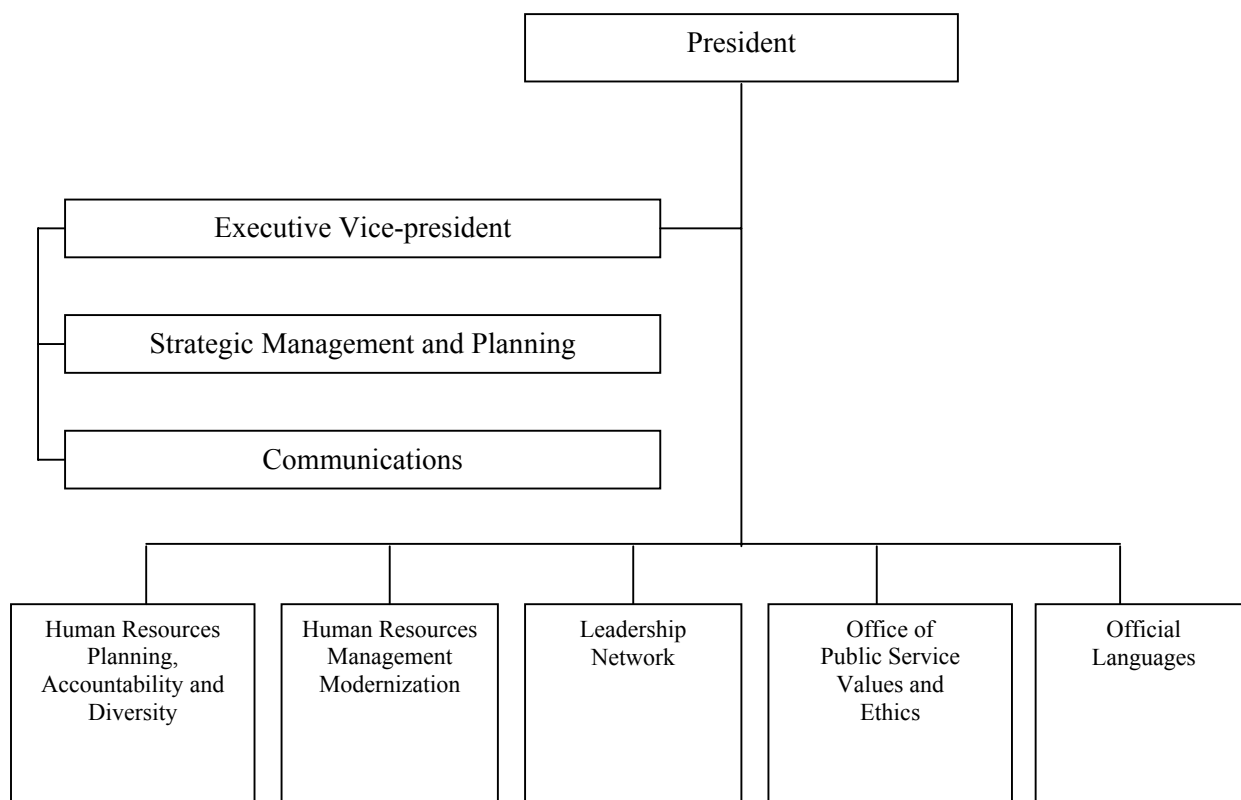 President
Executive Vice-president
Strategic Management and Planning
Communications
Human Resources
Planning,
Accountability and
Diversity
Human Resources
Management
Modernization
Leadership
Network
Office of
Public Service
Values and
Ethics
Official
Languages